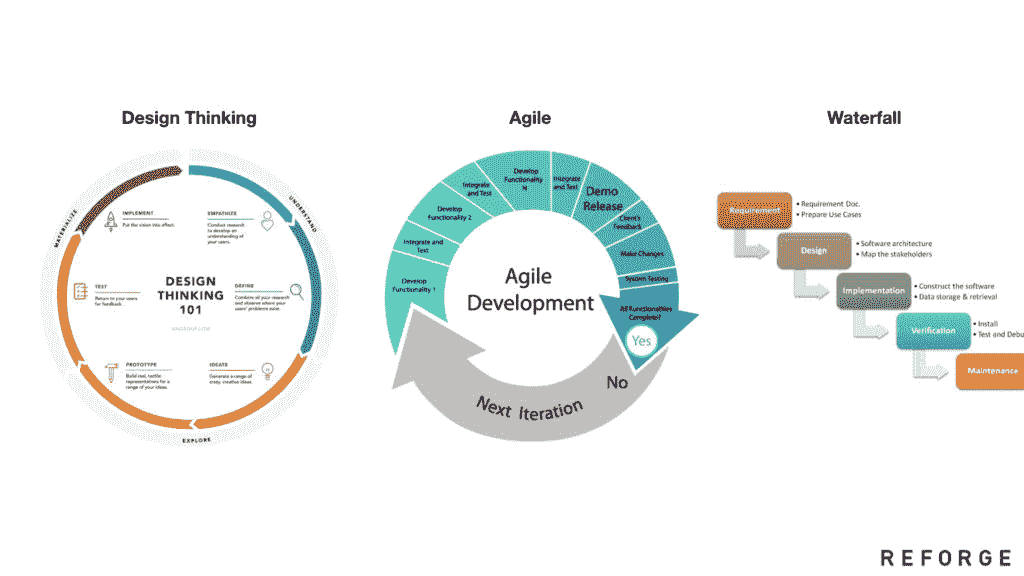 Design Thinking
Agile
Waterfall
MATERIALIZE
UNDERSTAND
EXPLORE
IMPLEMENT
Put the vision into effect.
EMPATHIZE
Conduct research
to develop an
understanding of
your users.
TEST
Return to your users
for feedback.
DESIGN
THINKING
101
NNGROUP.COM
DEFINE
Combine all your research
and observe where your
users' problems exist.
PROTOTYPE
Build real, tactile
representations for a
range of your ideas.
IDEATE
Generate a range of
crazy, creative ideas.
Develop
Functionality 1
Integrate and
Test
Develop
Functionality 2
Integrate
and Test
Develop
Functionality
N
Integrate
and Test
Demo
Release
Client's
Feedback
Make Changes
System Testing
All Functionalities
Complete?
Yes
No
Next Iteration
Agile
Development
Requirement
• Requirement Doc.
• Prepare Use Cases
Design
• Software architecture
• Map the stakeholders
Implementation
• Construct the software
• Data storage & retrieval
Verification
• Install
• Test and Debu
Maintenance
REFORGE